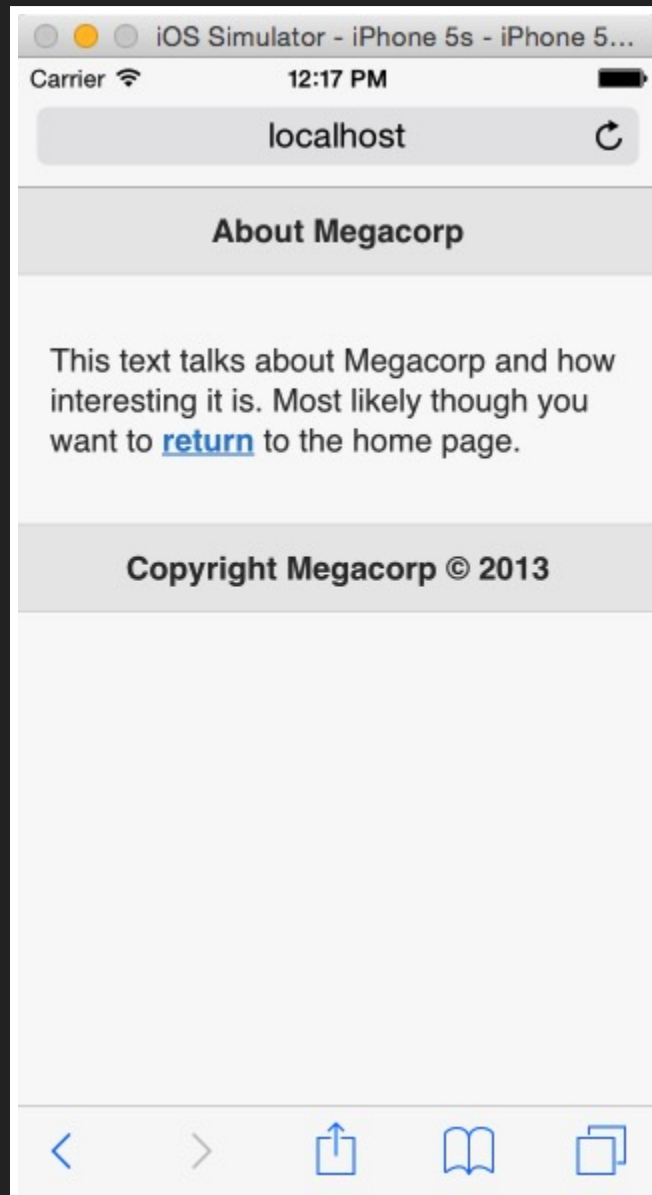 iOS Simulator - iPhone 5s - iPhone 5...
Carrier 12:17 PM
localhost
About Megacorp
This text talks about Megacorp and how
interesting it is. Most likely though you
want to return to the home page.
Copyright Megacorp © 2013